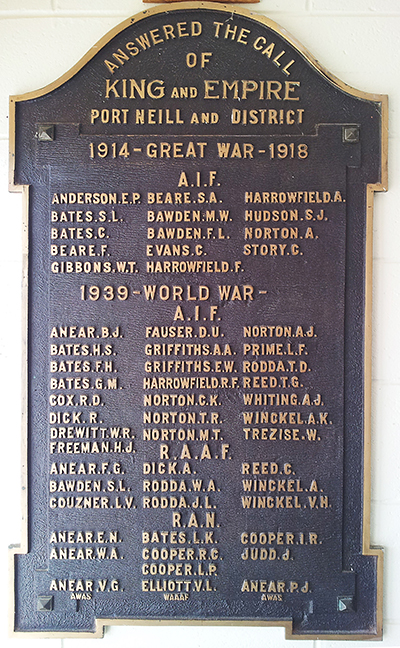 ANSWERED THE CALL
OF
KING AND EMPIRE
PORT NEILL AND DISTRICT
1914-GREAT WAR-1918
A.I.F.
ANDERSON.E.P. BEARE.S.A. HARROWFIELD.A.
BATES.S.L. BAWDEN.M.W. HUDSON.S.J.
BATES.C. BAWDEN.F.L. NORTON.A.
BEARE.F. EVANS.C. STORY.C.
GIBBONS.W.T. HARROWFIELD.F.
1939-WORLD WAR-
A.I.F.
ANEAR.B.J. FAUSER.D.U. NORTON.A.J.
BATES.H.S. GRIFFITHS.A.A. PRIME.L.F.
BATES.F.H. GRIFFITHS.E.W. RODDA.T.D.
BATES.G.M. HARROWFIELD.R.F. REED.T.G.
COX.R.D. NORTON.C.K. WHITING.A.J.
DICK.R. NORTON.T.R. WINCKEL.A.K.
DREWITT.W.R. NORTON.M.T. TREZISE.W.
FREEMAN.H.J.
R.A.A.F.
ANEAR.F.G. DICK.A. REED.C.
BAWDEN.S.L. RODDA.W.A. WINCKEL.A.
COUZNER.L.V. RODDA.J.L. WINCKEL.V.H.
R.A.N.
ANEAR.E.N. BATES.L.K. COOPER.I.R.
ANEAR.W.A. COOPER.R.C. JUDD.J.
COOPER.L.P.
ANEAR.V.G. ELLIOTT.V.L. ANEAR.P.J.
AWAS WAAAF AWAS